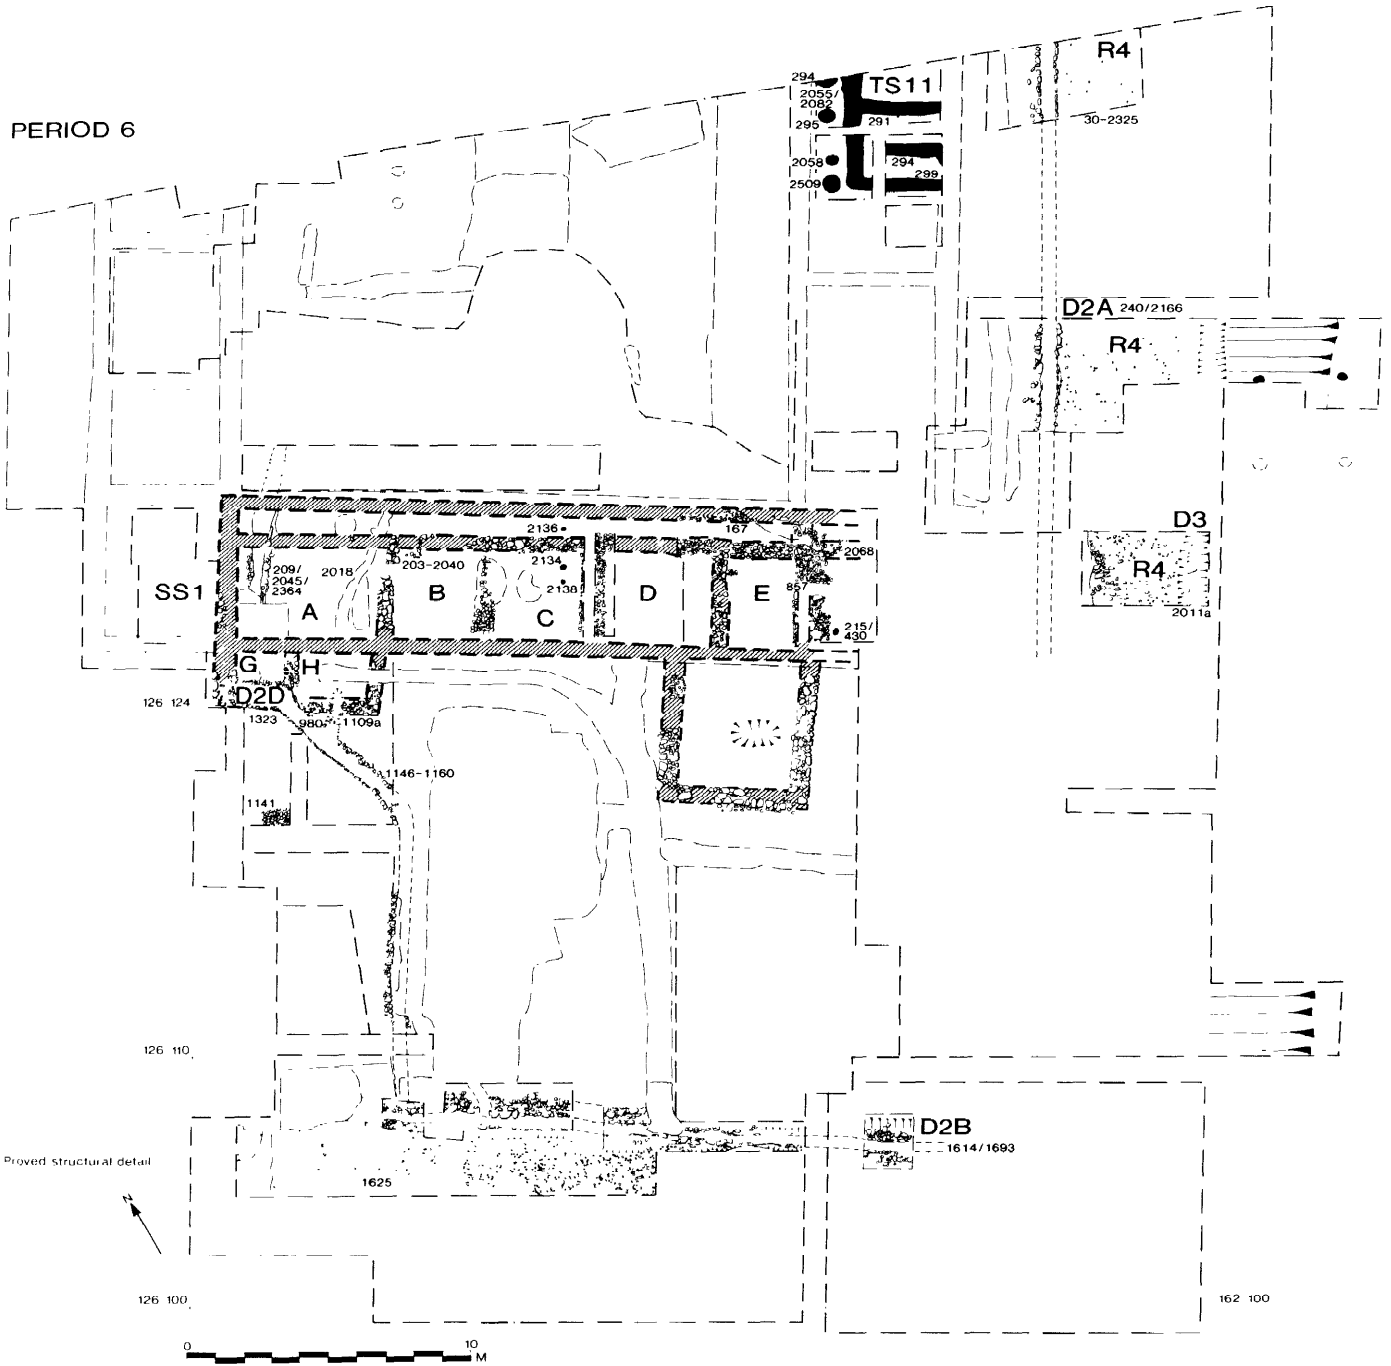 R4
294
TS11
2055/
2082
PERIOD 6
295
291
30-2325
2058
294
299
2509
D2A 240/2166
R4
D3
2136
167
2068
203-2040
2134
209/
2045/
2364
2018
R4
SS1
B
2138
D
E
857
A
C
2011a
215/
430
G
H
126 124
D2D
1323
980
1109a
1146-1160
1141
126 110
D2B
1614/1693
Proved structural detail
1625
N
126 100
162 100
0
10
M